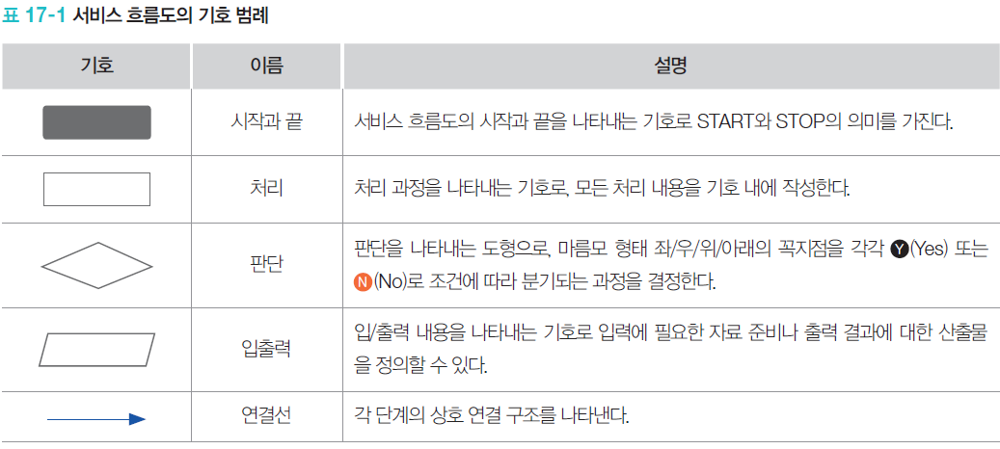 표 17-1 서비스 흐름도의 기호 범례
기호 이름 설명
시작과 끝 서비스 흐름도의 시작과 끝을 나타내는 기호로 START와 STOP의 의미를 가진다.
처리 처리 과정을 나타내는 기호로, 모든 처리 내용을 기호 내에 작성한다.
판단 판단을 나타내는 도형으로, 마름모 형태 좌/우/위/아래의 꼭지점을 각각 Y(Yes) 또는
N(No)로 조건에 따라 분기되는 과정을 결정한다.
입출력 입/출력 내용을 나타내는 기호로 입력에 필요한 자료 준비나 출력 결과에 대한 산출물
을 정의할 수 있다.
연결선 각 단계의 상호 연결 구조를 나타낸다.